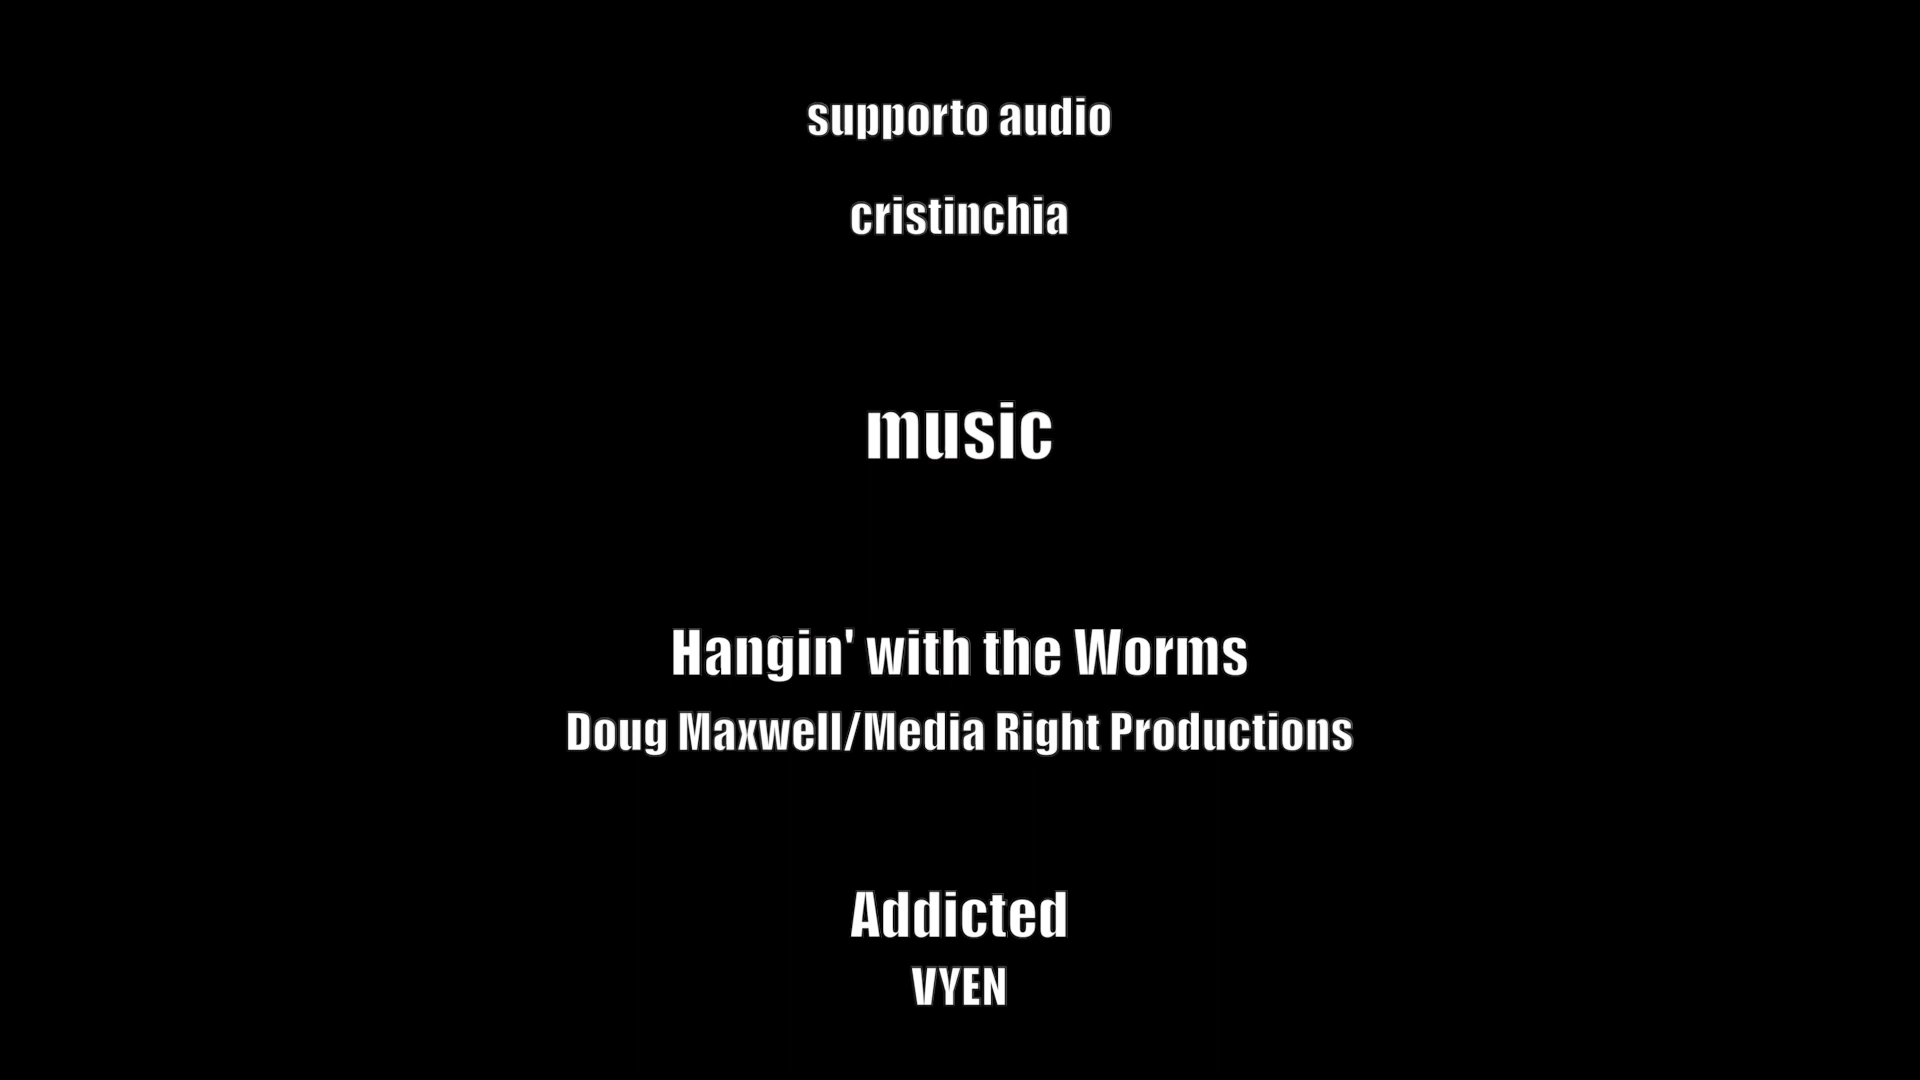 supporto audio
cristinchia
music
Hangin' with the Worms
Doug Maxwell/Media Right Productions
Addicted
VYEN